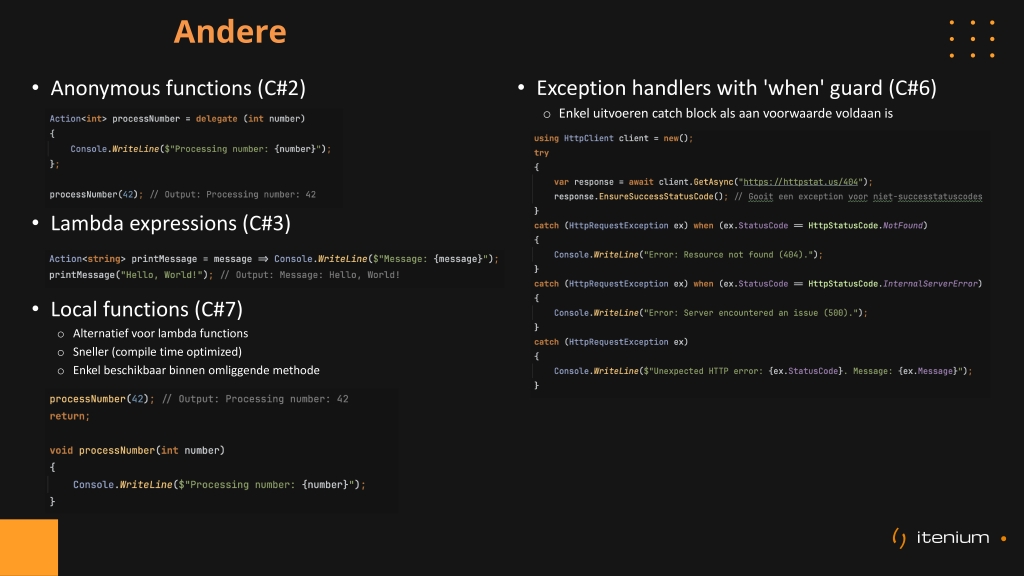 Andere
• Anonymous functions (C#2)
Action<int> processNumber = delegate (int number)
{
    Console.WriteLine($"Processing number: {number}");
};
processNumber(42); // Output: Processing number: 42
• Lambda expressions (C#3)
Action<string> printMessage = message => Console.WriteLine($"Message: {message}");
printMessage("Hello, World!"); // Output: Message: Hello, World!
• Local functions (C#7)
o Alternatief voor lambda functions
o Sneller (compile time optimized)
o Enkel beschikbaar binnen omliggende methode
processNumber(42); // Output: Processing number: 42
return;
void processNumber(int number)
{
    Console.WriteLine($"Processing number: {number}");
}
• Exception handlers with 'when' guard (C#6)
o Enkel uitvoeren catch block als aan voorwaarde voldaan is
using HttpClient client = new();
try
{
    var response = await client.GetAsync("https://httpstat.us/404");
    response.EnsureSuccessStatusCode(); // Gooit een exception voor niet-successtatuscodes
}
catch (HttpRequestException ex) when (ex.StatusCode == HttpStatusCode.NotFound)
{
    Console.WriteLine("Error: Resource not found (404).");
}
catch (HttpRequestException ex) when (ex.StatusCode == HttpStatusCode.InternalServerError)
{
    Console.WriteLine("Error: Server encountered an issue (500).");
}
catch (HttpRequestException ex)
{
    Console.WriteLine($"Unexpected HTTP error: {ex.StatusCode}. Message: {ex.Message}");
}
itenium